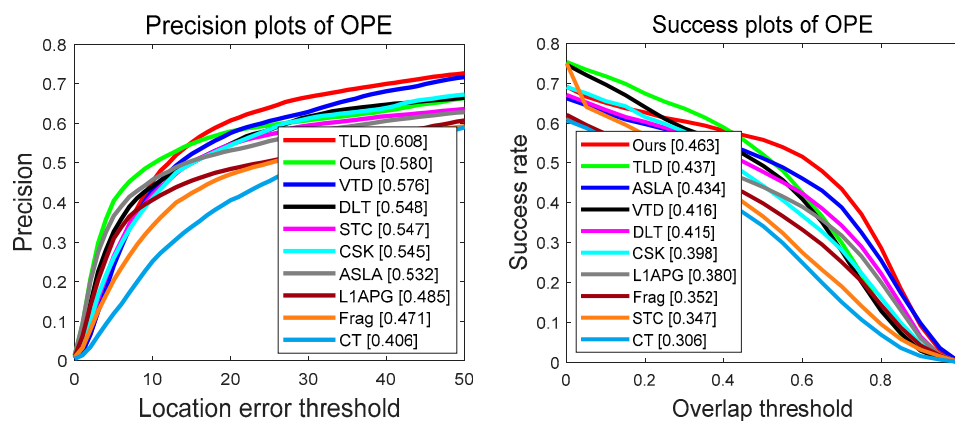 Precision plots of OPE
Precision
0.8
0.7
0.6
0.5
0.4
0.3
0.2
0.1
0
TLD [0.608]
Ours [0.580]
VTD [0.576]
DLT [0.548]
STC [0.547]
CSK [0.545]
ASLA [0.532]
L1APG [0.485]
Frag [0.471]
CT [0.406]
0 10 20 30 40 50
Location error threshold
Success plots of OPE
Success rate
0.8
0.7
0.6
0.5
0.4
0.3
0.2
0.1
0
Ours [0.463]
TLD [0.437]
ASLA [0.434]
VTD [0.416]
DLT [0.415]
CSK [0.398]
L1APG [0.380]
Frag [0.352]
STC [0.347]
CT [0.306]
0 0.2 0.4 0.6 0.8
Overlap threshold